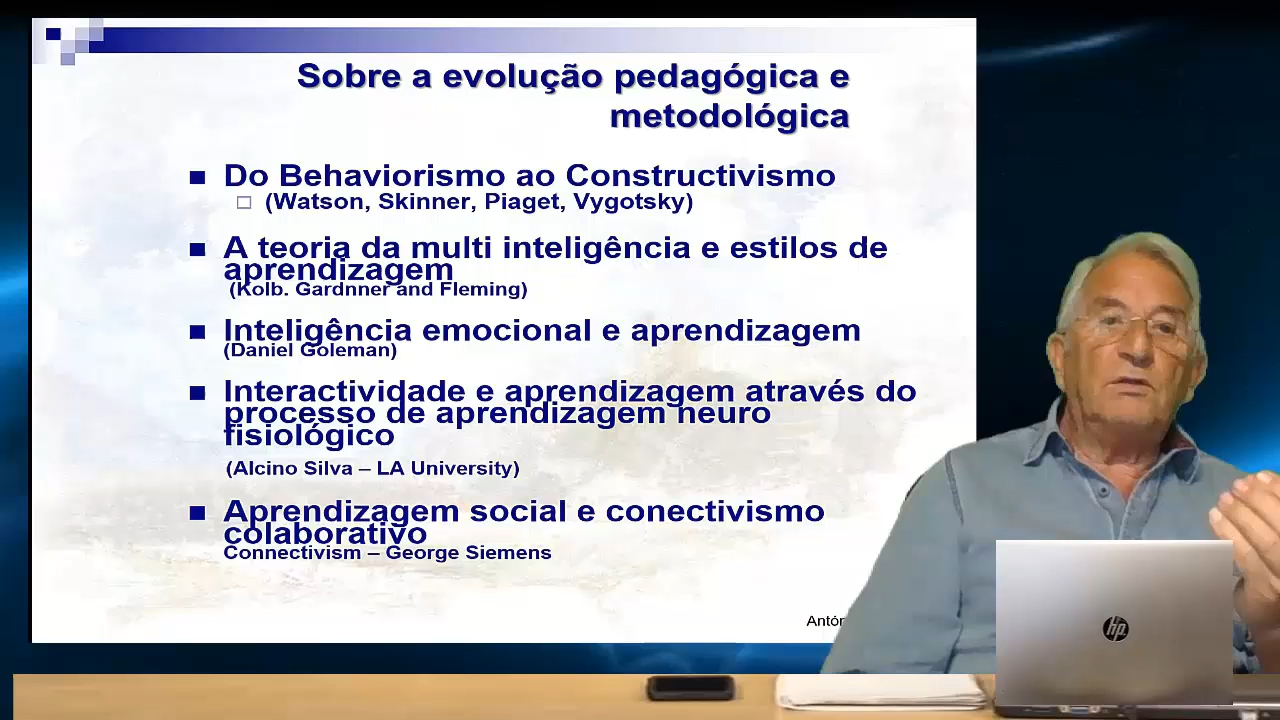 Sobre a evolução pedagógica e
metodológica
Do Behaviorismo ao Constructivismo
(Watson, Skinner, Piaget, Vygotsky)
A teoria da multi inteligência e estilos de
aprendizagem
(Kolb. Gardnner and Fleming)
Inteligência emocional e aprendizagem
(Daniel Goleman)
Interactividade e aprendizagem através do
processo de aprendizagem neuro
fisiológico
(Alcino Silva – LA University)
Aprendizagem social e conectivismo
colaborativo
Connectivism – George Siemens
hp